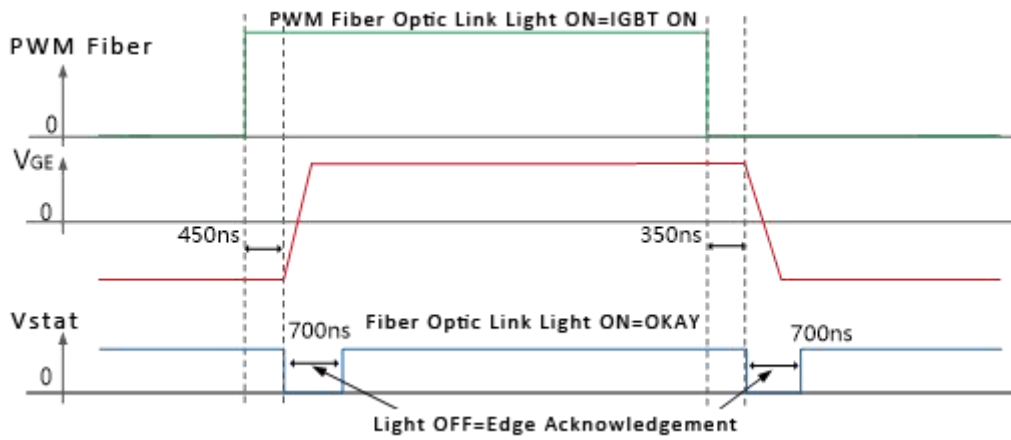 PWM Fiber Optic Link Light ON=IGBT ON
PWM Fiber
0
VGE
0
450ns
350ns
Vstat
Fiber Optic Link Light ON=OKAY
700ns
700ns
0
Light OFF=Edge Acknowledgement